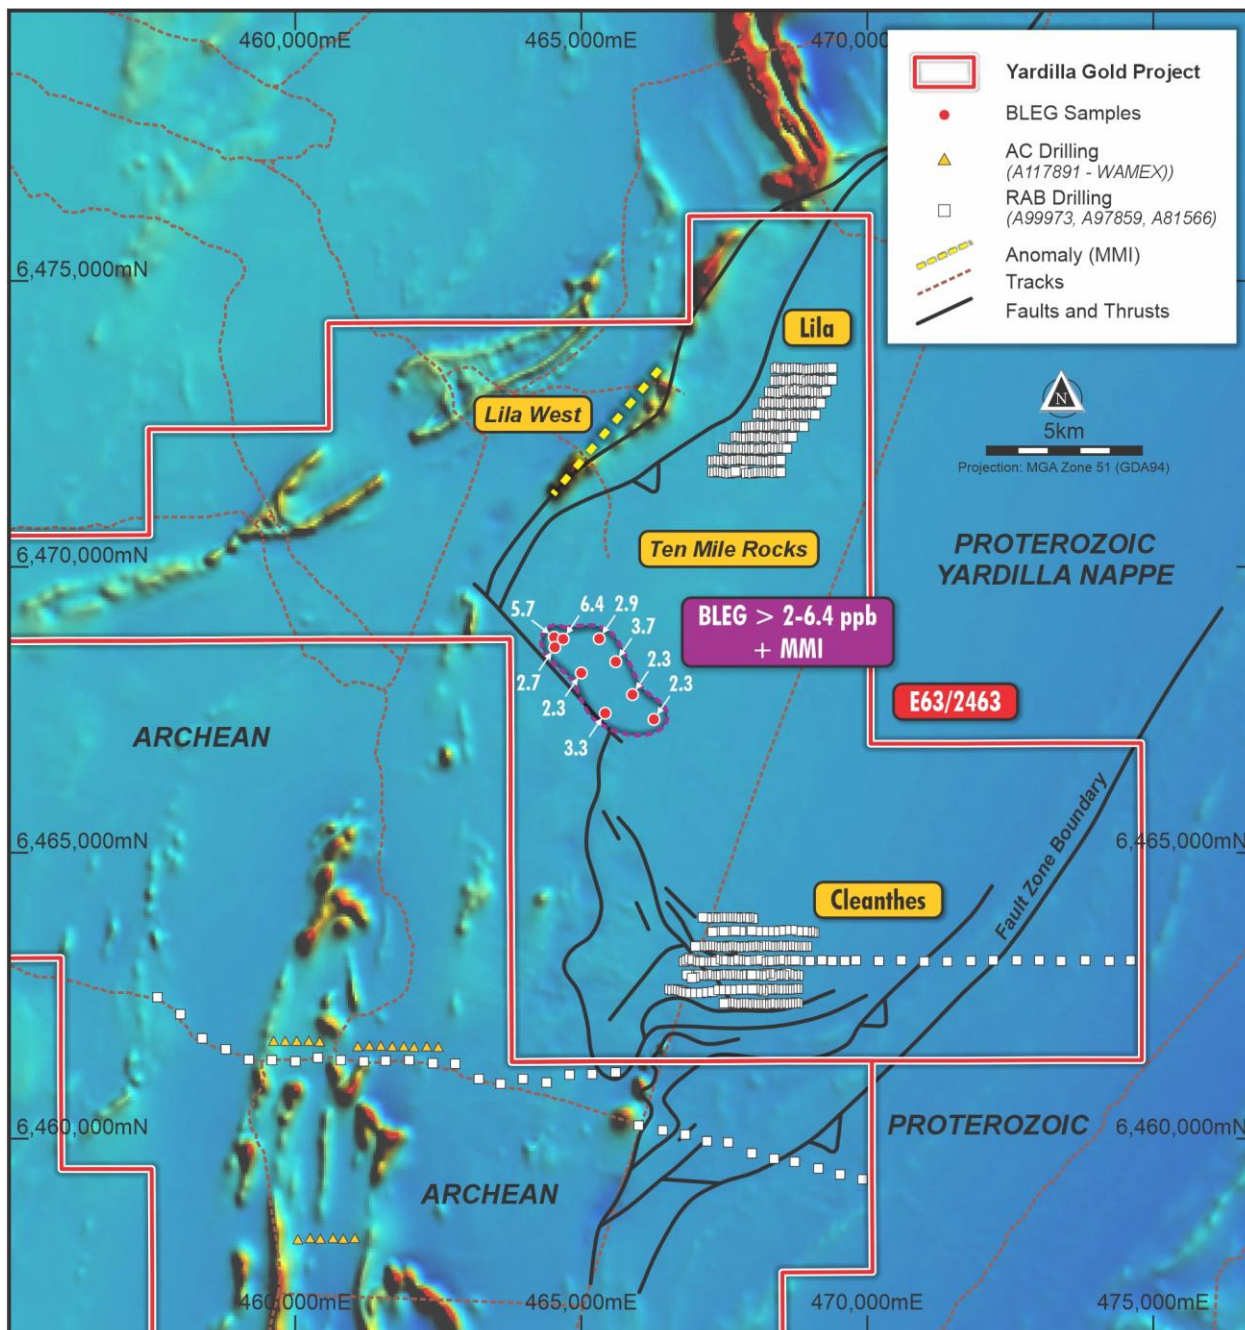 460,000mE
465,000mE
470,000
Yardilla Gold Project
BLEG Samples
AC Drilling
(A117891 - WAMEX))
RAB Drilling
(A99973, A97859, A81566)
Anomaly (MMI)
Tracks
Faults and Thrusts
6,475,000mN
Lila
Lila West
N
5km
Projection: MGA Zone 51 (GDA94)
6,470,000mN
Ten Mile Rocks
PROTEROZOIC
YARDILLA NAPPE
5.7
6.4
2.9
3.7
2.3
2.3
2.7
2.3
3.3
BLEG > 2-6.4 ppb
+ MMI
E63/2463
ARCHEAN
6,465,000mN
6,465,000mN
Fault Zone Boundary
Cleanthes
6,460,000mN
PROTEROZOIC
6,460,000mN
ARCHEAN
460,000mE
465,000mE
470,000mE
475,000mE